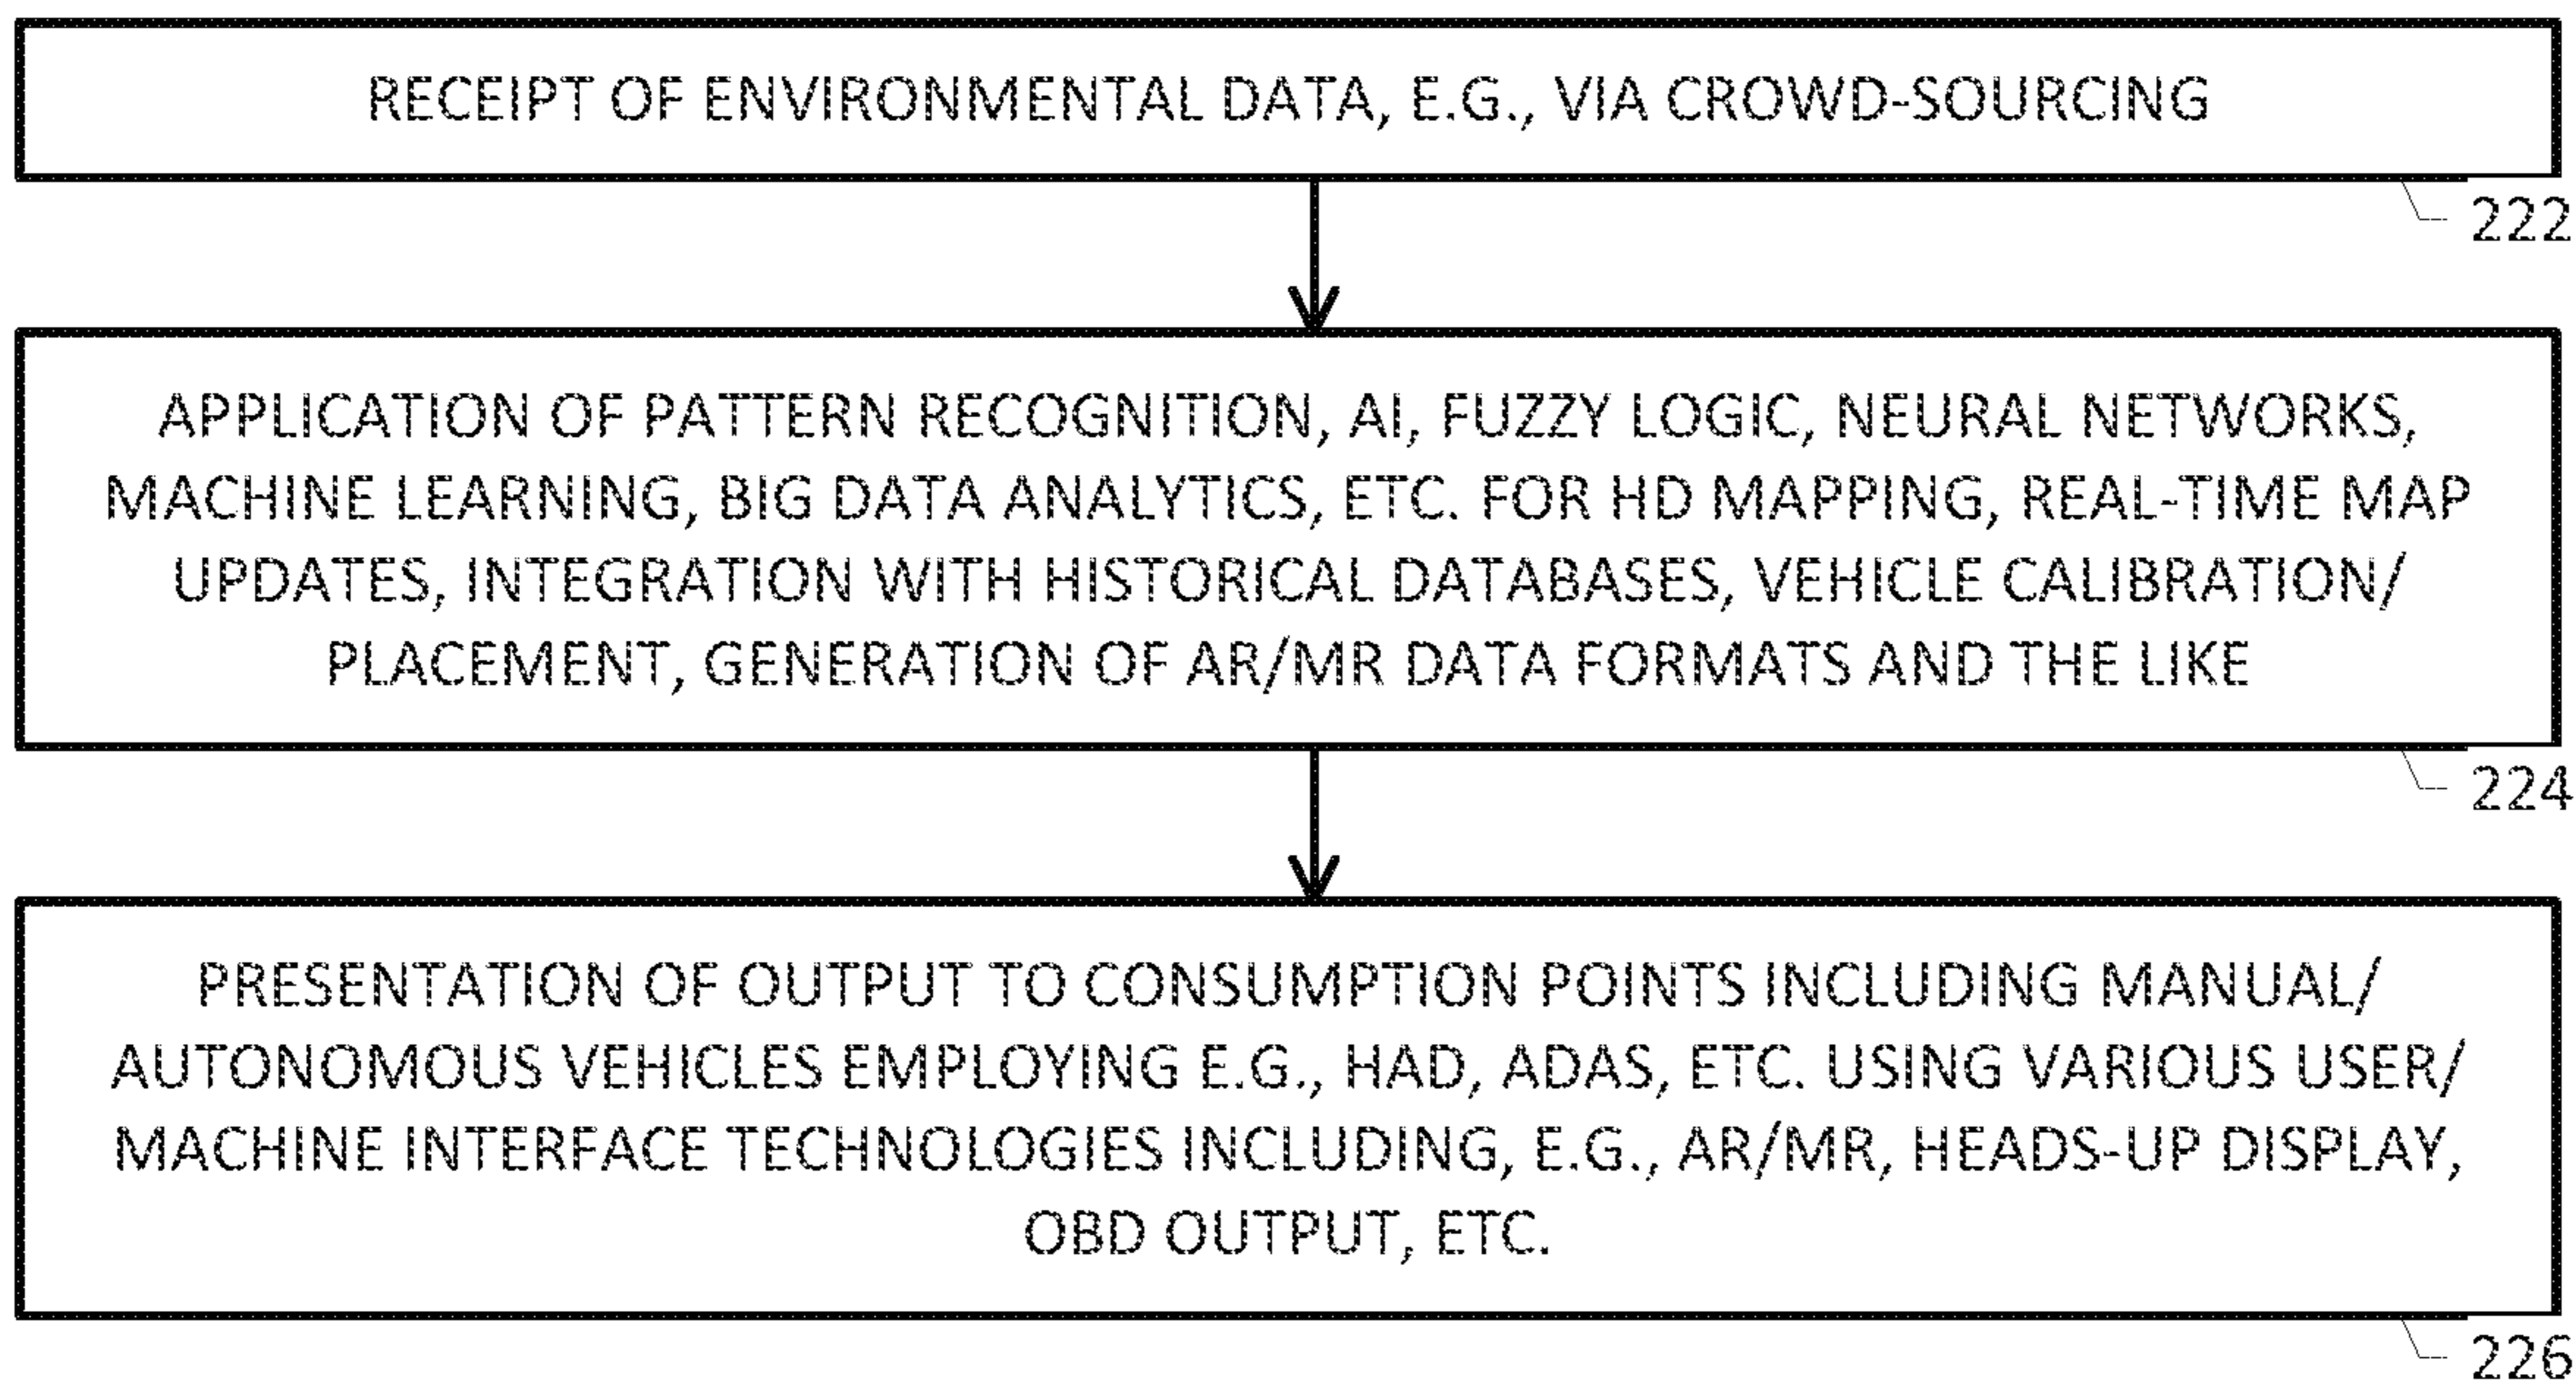 RECEIPT OF ENVIRONMENTAL DATA, E.G., VIA CROWD-SOURCING
222
APPLICATION OF PATTERN RECOGNITION, AI, FUZZY LOGIC, NEURAL NETWORKS,
MACHINE LEARNING, BIG DATA ANALYTICS, ETC. FOR HD MAPPING, REAL-TIME MAP
UPDATES, INTEGRATION WITH HISTORICAL DATABASES, VEHICLE CALIBRATION/
PLACEMENT, GENERATION OF AR/MR DATA FORMATS AND THE LIKE
224
PRESENTATION OF OUTPUT TO CONSUMPTION POINTS INCLUDING MANUAL/
AUTONOMOUS VEHICLES EMPLOYING E.G., HAD, ADAS, ETC. USING VARIOUS USER/
MACHINE INTERFACE TECHNOLOGIES INCLUDING, E.G., AR/MR, HEADS-UP DISPLAY,
OBD OUTPUT, ETC.
226